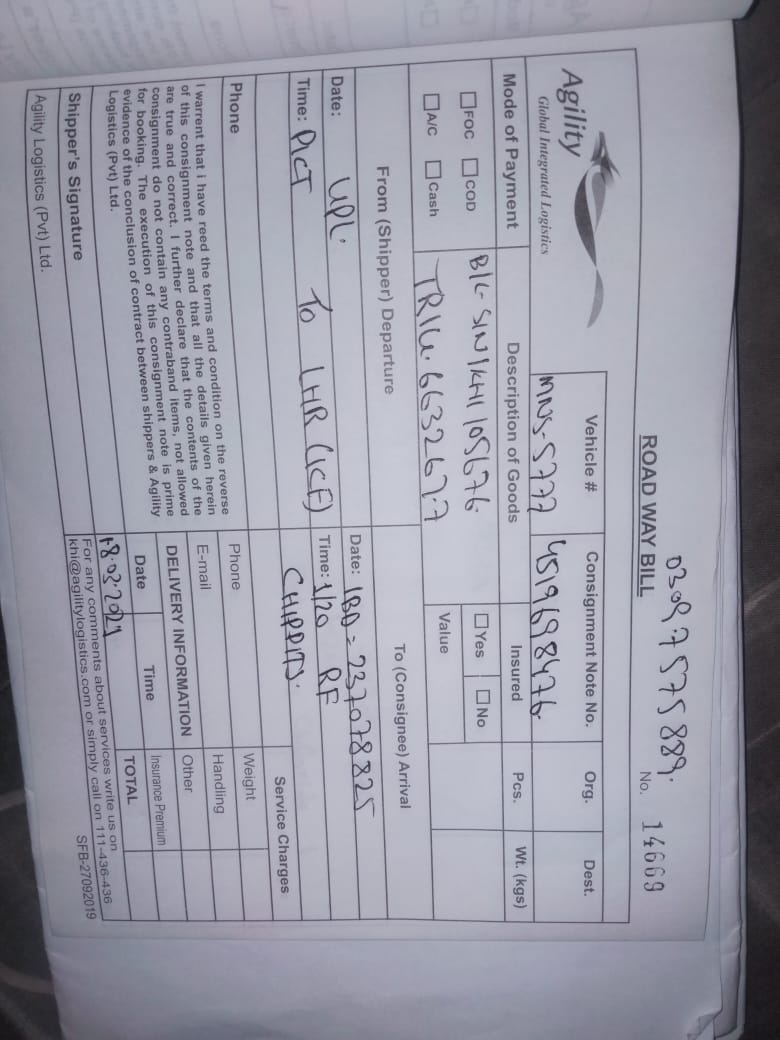 03097575889.
ROAD WAY BILL
No. 14669
Agility
Global Integrated Logistics
Vehicle #
MNS-5777
Consignment Note No.
4519698476
Org.
Dest.
Mode of Payment
FOC COD
A/C Cash
Description of Goods
B/L- SIN/KHI/05676
TRIU. 663267-7
Insured
Yes No
Value
Pcs.
Wt. (kgs)
From (Shipper) Departure
Date: UPL.
Time: PICT To LHR (ICF)
To (Consignee) Arrival
Date: IBD = 237078825
Time: 1/20 RF
CHIPPITS.
Phone
I warrent that i have reed the terms and condition on the reverse
of this consignment note and that all the details given herein
are true and correct. I further declare that the contents of the
consignment do not contain any contraband items, not allowed
for booking. The execution of this consignment note is prime
evidence of the conclusion of contract between shippers & Agility
Logistics (Pvt) Ltd.
Shipper's Signature
Agility Logistics (Pvt) Ltd.
Phone
E-mail
DELIVERY INFORMATION
Date
Time
18.03.2021
Service Charges
Weight
Handling
Other
Insurance Premium
TOTAL
For any comments about services write us on
khi@agilitylogistics.com or simply call on 111-436-436
SFB-27092019